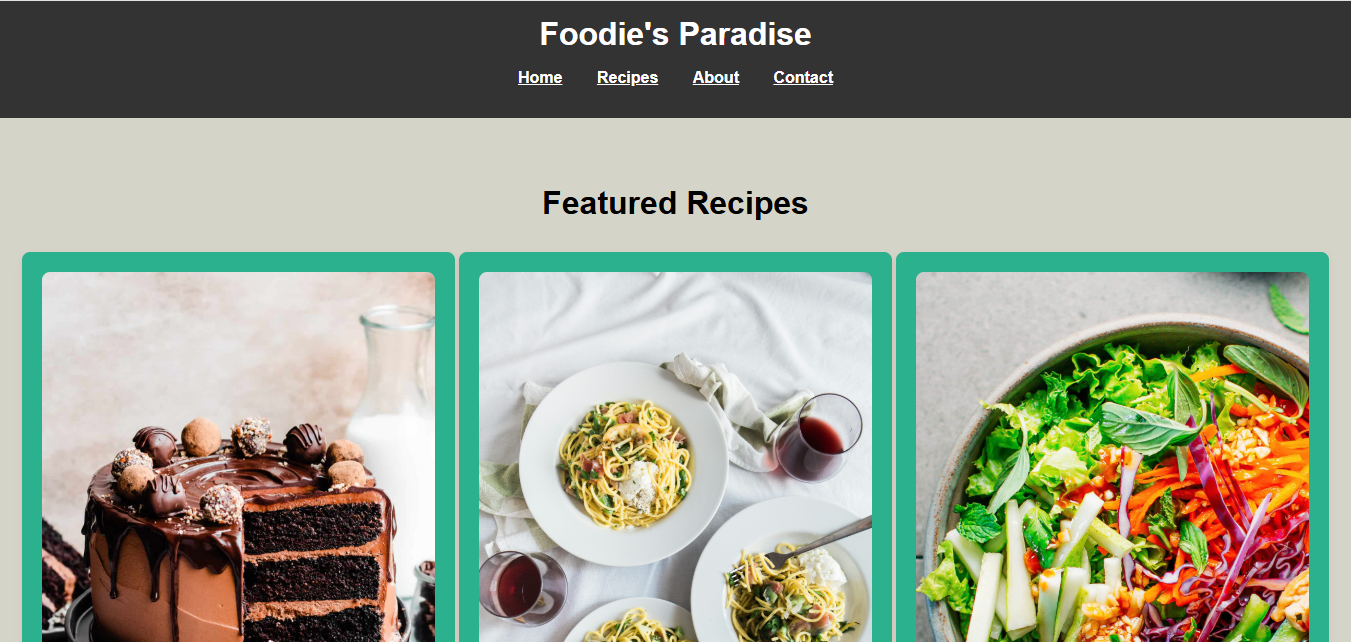 Foodie's Paradise
Home Recipes About Contact
Featured Recipes